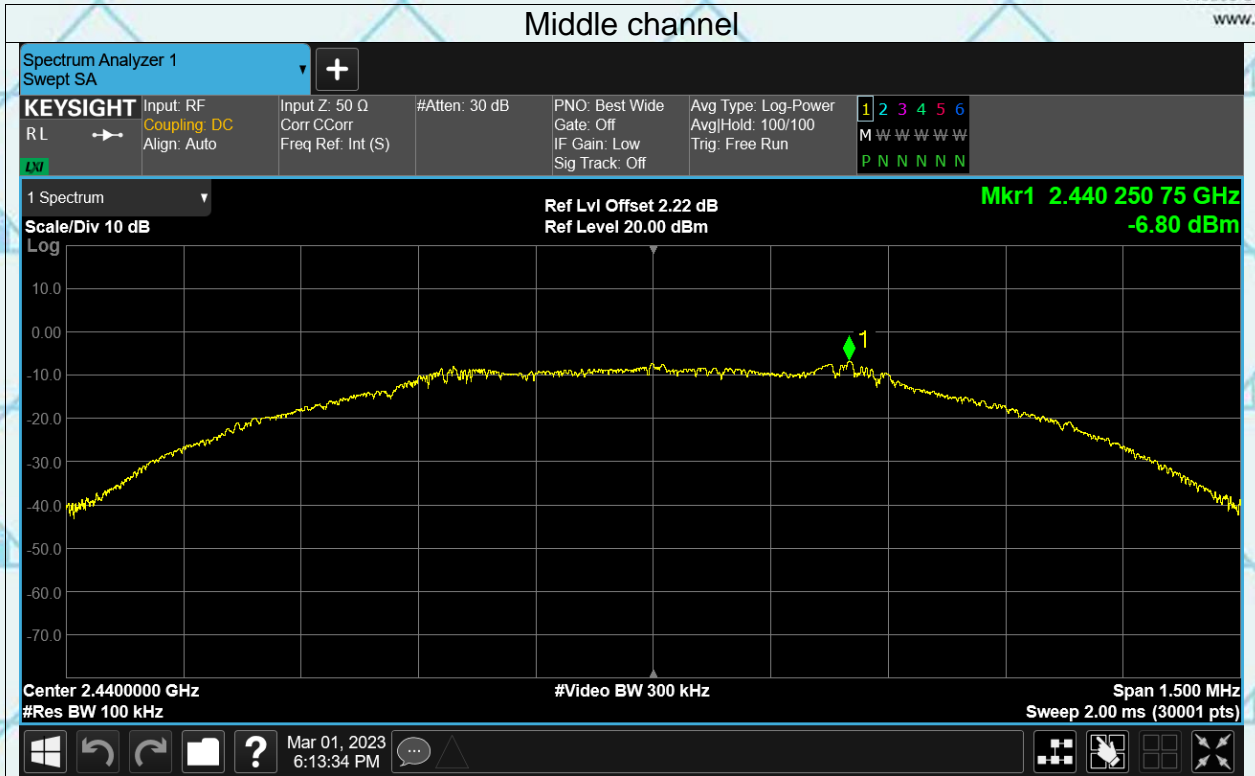 www.
Middle channel
Spectrum Analyzer 1
Swept SA
KEYSIGHT
R L
LXI
Input: RF
Coupling: DC
Align: Auto
Input Z: 50 Ω
Corr CCorr
Freq Ref: Int (S)
#Atten: 30 dB
PNO: Best Wide
Gate: Off
IF Gain: Low
Sig Track: Off
Avg Type: Log-Power
Avg|Hold: 100/100
Trig: Free Run
1 2 3 4 5 6
M W W W W W
P N N N N N
1 Spectrum
Scale/Div 10 dB
Ref Lvl Offset 2.22 dB
Ref Level 20.00 dBm
Mkr1 2.440 250 75 GHz
-6.80 dBm
Log
10.0
0.00
-10.0
-20.0
-30.0
-40.0
-50.0
-60.0
-70.0
1
Center 2.4400000 GHz
#Res BW 100 kHz
#Video BW 300 kHz
Span 1.500 MHz
Sweep 2.00 ms (30001 pts)
?
Mar 01, 2023
6:13:34 PM